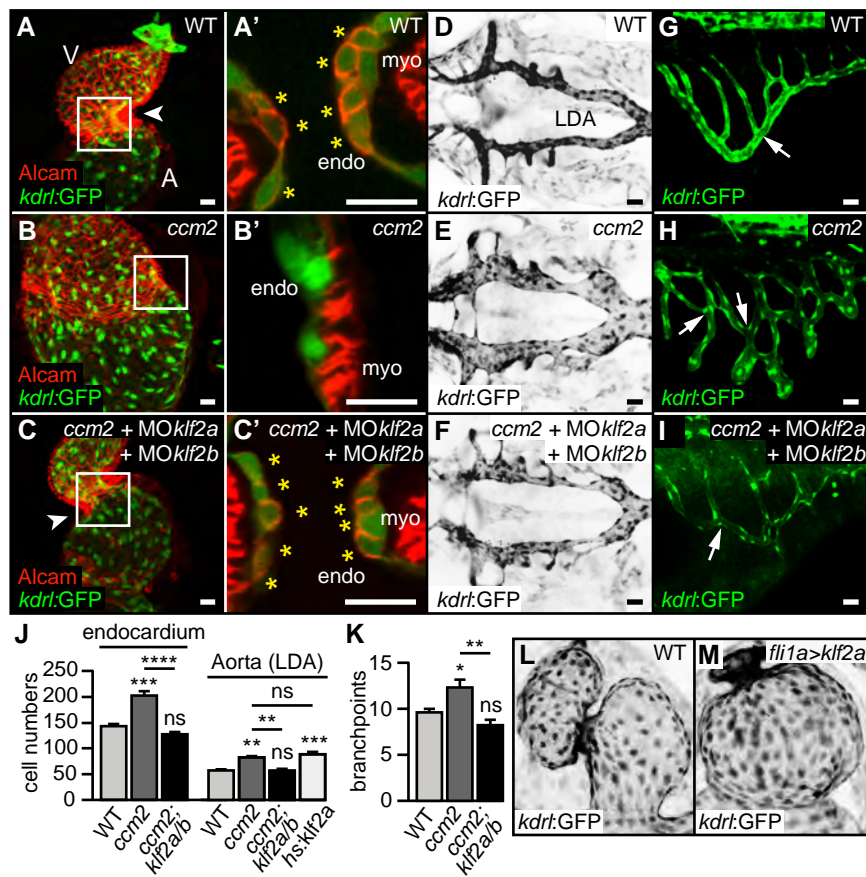 A WT
V
A
Alcam
kdrl:GFP
A' WT
myo
endo
*
*
*
*
*
*
*
D WT
LDA
kdrl:GFP
G WT
kdrl:GFP
B ccm2
Alcam
kdrl:GFP
B' ccm2
endo
myo
E ccm2
kdrl:GFP
H ccm2
kdrl:GFP
C ccm2 + MOklf2a
+ MOklf2b
Alcam
kdrl:GFP
C' ccm2 + MOklf2a
+ MOklf2b
myo
endo
*
*
*
*
*
*
*
*
*
F ccm2 + MOklf2a
+ MOklf2b
kdrl:GFP
I ccm2 + MOklf2a
+ MOklf2b
kdrl:GFP
J
endocardium
Aorta (LDA)
cell numbers
250
200
150
100
50
0
****
***
ns
ns
**
**
ns
***
WT
ccm2
ccm2;
klf2a/b
WT
ccm2
ccm2;
klf2a/b
hs:klf2a
K
branchpoints
15
10
5
0
**
*
ns
WT
ccm2
ccm2;
klf2a/b
L WT
kdrl:GFP
M fli1a>klf2a
kdrl:GFP